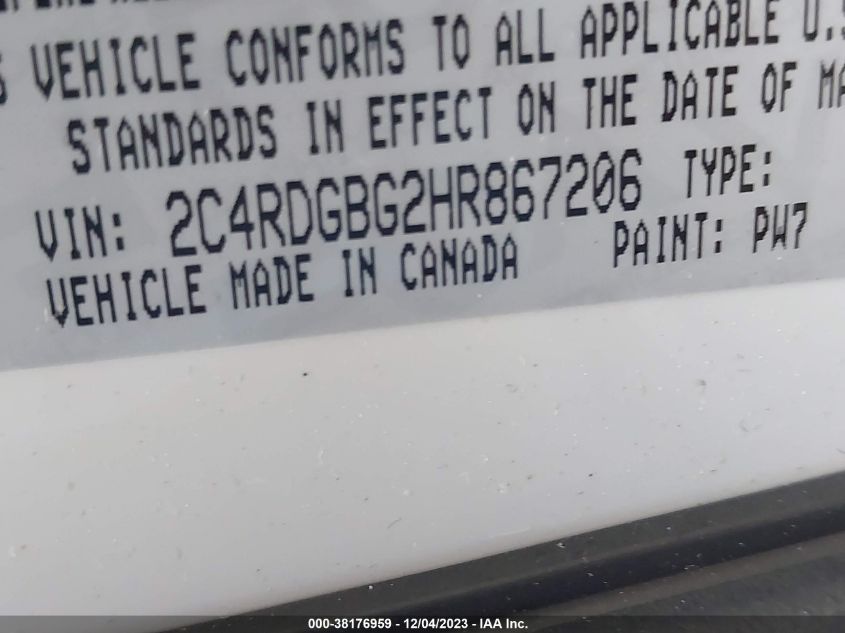 VEHICLE CONFORMS TO ALL APPLICABLE U.S
STANDARDS IN EFFECT ON THE DATE OF MA
VIN: 2C4RDGBG2HR867206 TYPE:
VEHICLE MADE IN CANADA PAINT: PW7
000-38176959 - 12/04/2023 - IAA Inc.